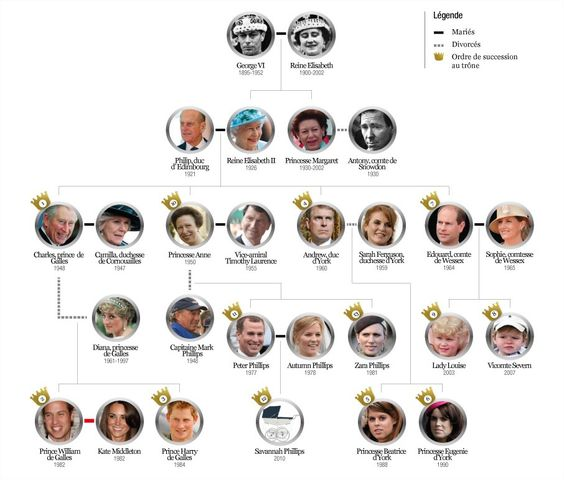 Légende
Mariés
Divorcés
Ordre de succession
au trône
George VI
1895-1952
Reine Elisabeth
1900-2002
Philip, duc
d'Edimbourg
1921
Reine Elisabeth II
1926
Princesse Margaret
1930-2002
Antony, comte de
Snowdon
1930
Charles, prince de
Galles
1948
Camilla, duchesse
de Cornouailles
1947
Princesse Anne
1950
Vice-amiral
Timothy Laurence
1955
Andrew, duc
d'York
1960
Sarah Ferguson,
duchesse d'York
1959
Edouard, comte
de Wessex
1964
Sophie, comtesse
de Wessex
1965
Diana, princesse
de Galles
1961-1997
Capitaine Mark
Phillips
1948
Peter Phillips
1977
Autumn Phillips
1978
Zara Phillips
1981
Lady Louise
2003
Vicomte Severn
2007
Prince William
de Galles
1982
Kate Middleton
1982
Prince Harry
de Galles
1984
Savannah Phillips
2010
Princesse Beatrice
d'York
1988
Princesse Eugenie
d'York
1990